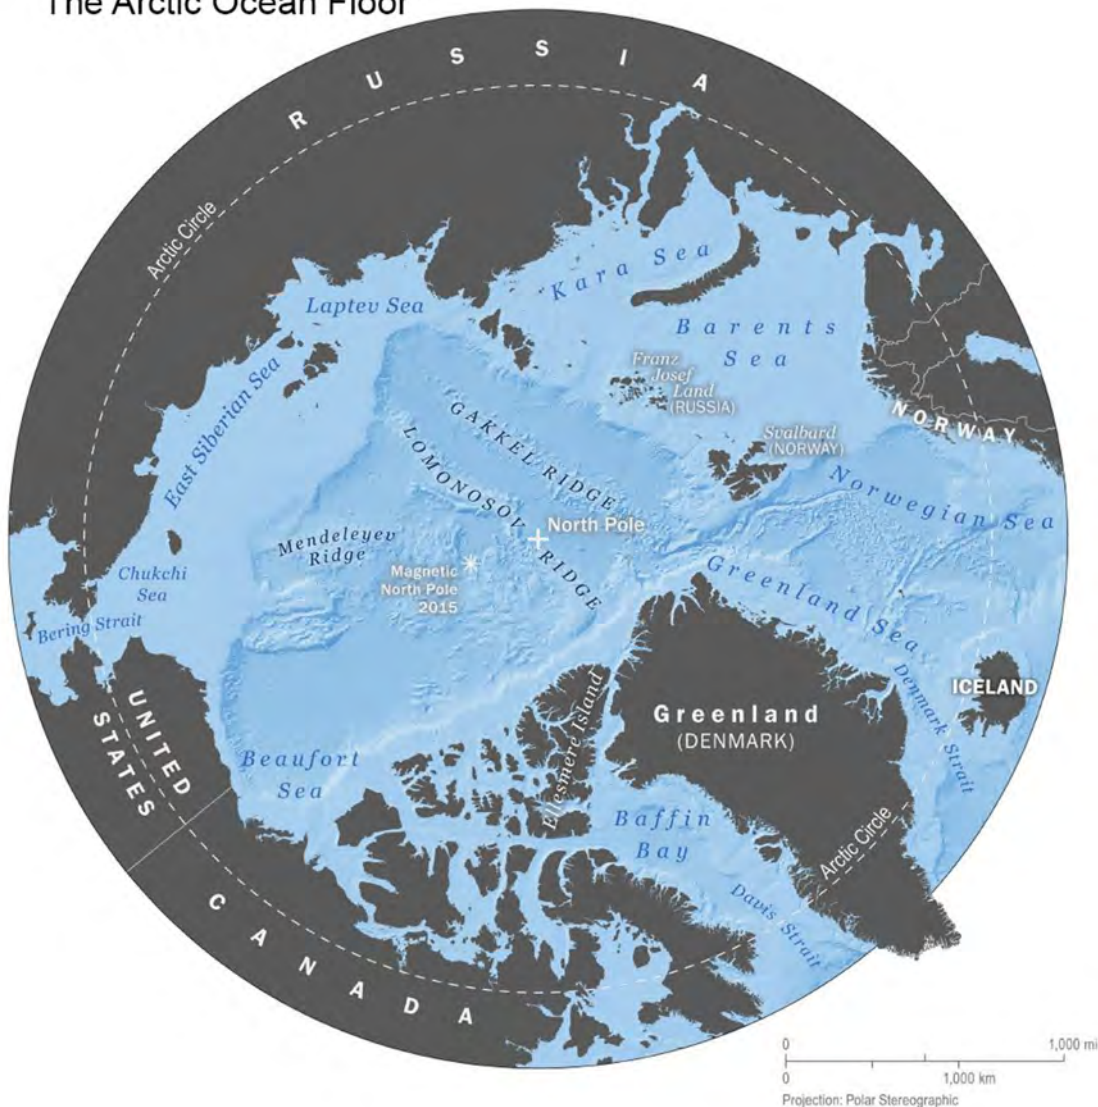 The Arctic Ocean Floor
RUSSIA
Arctic Circle
Kara Sea
Laptev Sea
Barents
Sea
Franz
Josef
Land
(RUSSIA)
East Siberian Sea
GAKKEL RIDGE
NORWAY
LOMONOSOV RIDGE
Svalbard
(NORWAY)
Norwegian Sea
North Pole
Mendeleyev
Ridge
Magnetic
North Pole
2015
Chukchi
Sea
Greenland Sea
Bering Strait
UNITED
STATES
ICELAND
Denmark Strait
Greenland
(DENMARK)
Ellesmere Island
Beaufort
Sea
Baffin
Bay
Arctic Circle
Davis Strait
CANADA
0 1,000 mi
0 1,000 km
Projection: Polar Stereographic